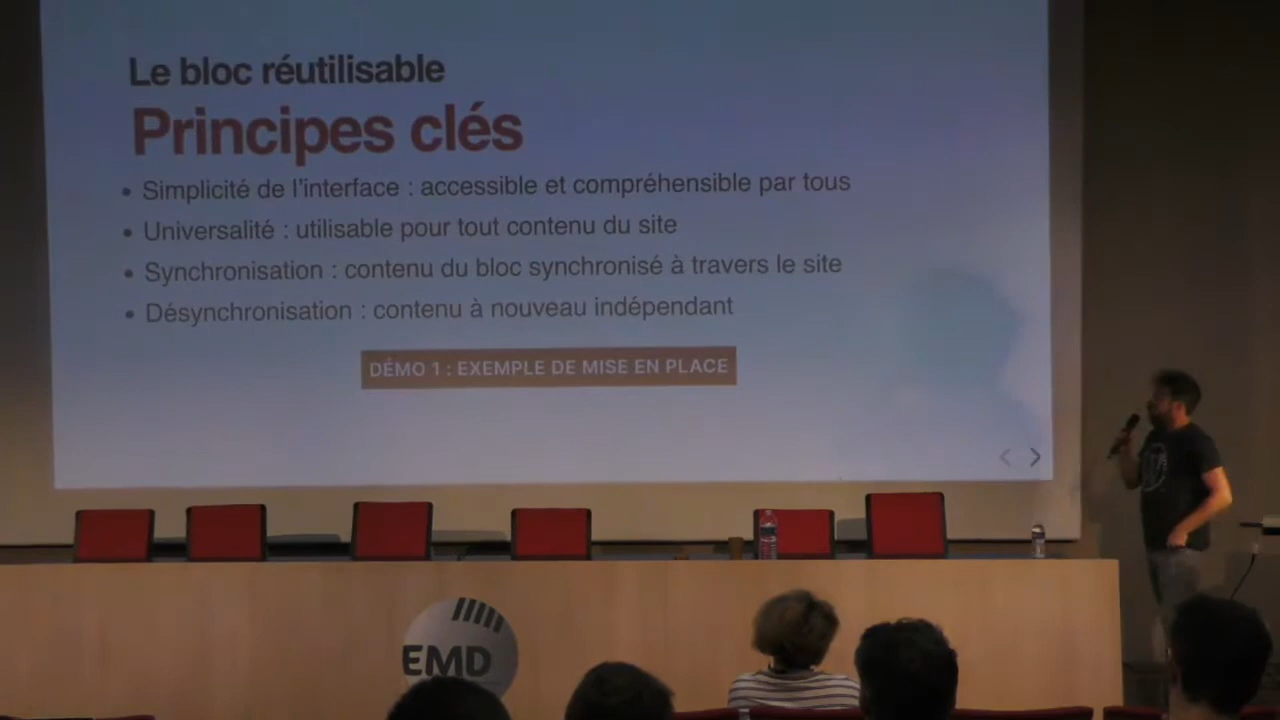 Le bloc réutilisable
Principes clés
• Simplicité de l'interface : accessible et compréhensible par tous
• Universalité : utilisable pour tout contenu du site
• Synchronisation : contenu du bloc synchronisé à travers le site
• Désynchronisation : contenu à nouveau indépendant
DÉMO 1 : EXEMPLE DE MISE EN PLACE
EMD